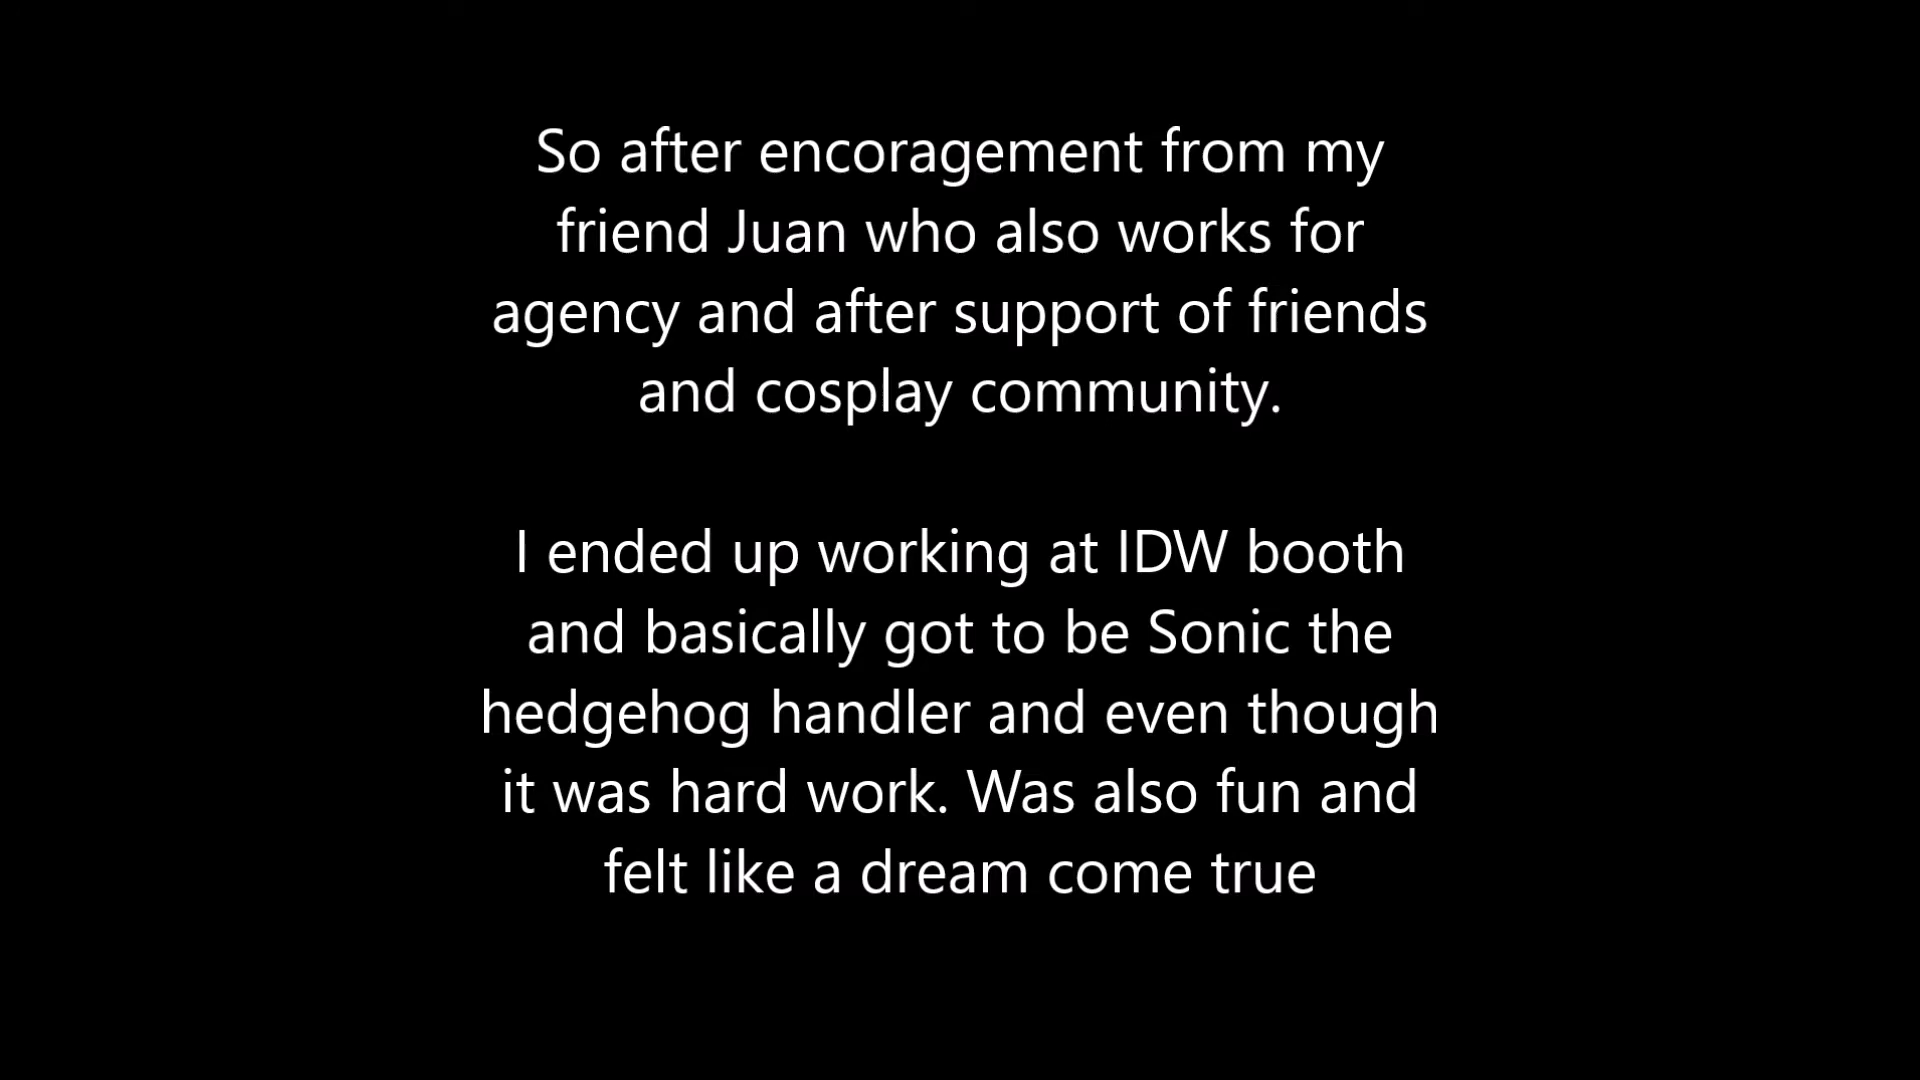 So after encoragement from my
friend Juan who also works for
agency and after support of friends
and cosplay community.
I ended up working at IDW booth
and basically got to be Sonic the
hedgehog handler and even though
it was hard work. Was also fun and
felt like a dream come true